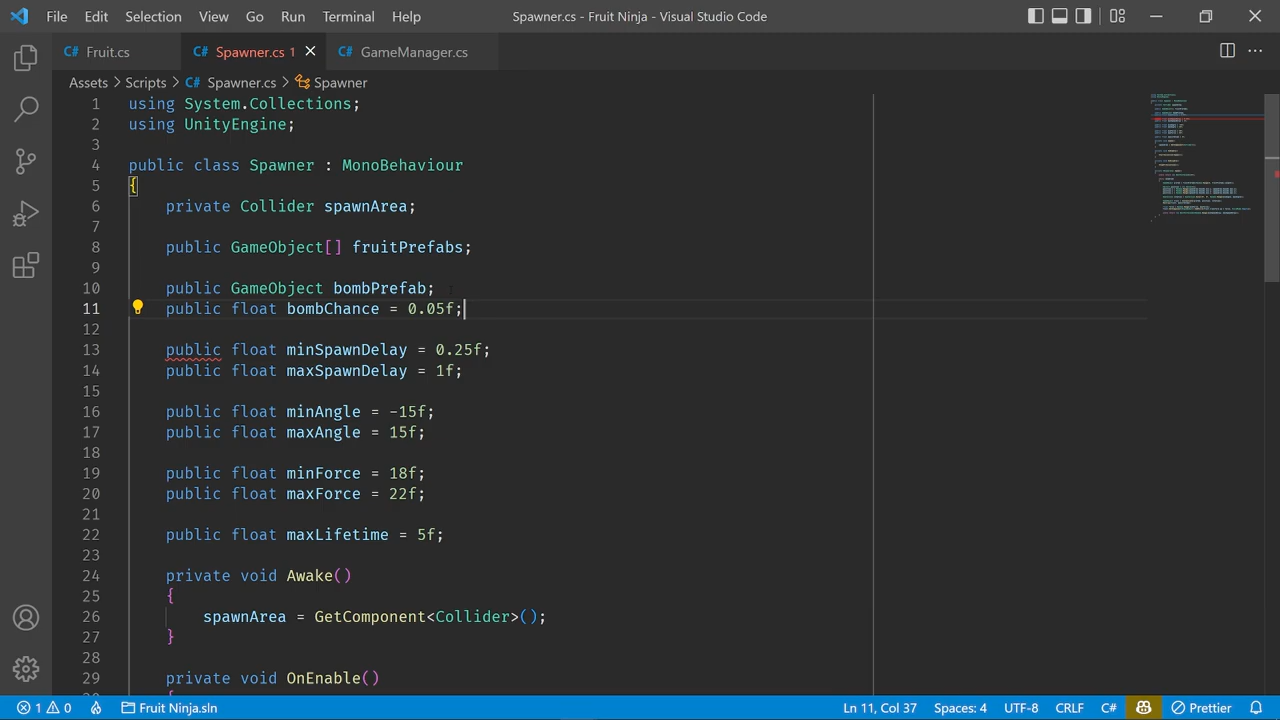 File Edit Selection View Go Run Terminal Help Spawner.cs - Fruit Ninja - Visual Studio Code
C# Fruit.cs C# Spawner.cs 1 C# GameManager.cs
Assets > Scripts > C# Spawner.cs > Spawner
1 using System.Collections;
2 using UnityEngine;
3
4 public class Spawner : MonoBehaviour
5 {
6 private Collider spawnArea;
7
8 public GameObject[] fruitPrefabs;
9
10 public GameObject bombPrefab;
11 public float bombChance = 0.05f;
12
13 public float minSpawnDelay = 0.25f;
14 public float maxSpawnDelay = 1f;
15
16 public float minAngle = -15f;
17 public float maxAngle = 15f;
18
19 public float minForce = 18f;
20 public float maxForce = 22f;
21
22 public float maxLifetime = 5f;
23
24 private void Awake()
25 {
26 spawnArea = GetComponent<Collider>();
27 }
28
29 private void OnEnable()
1 0 Fruit Ninja.sln Ln 11, Col 37 Spaces: 4 UTF-8 CRLF C# Prettier